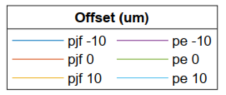 Offset (um)
pjf -10 pe -10
pjf 0 pe 0
pjf 10 pe 10